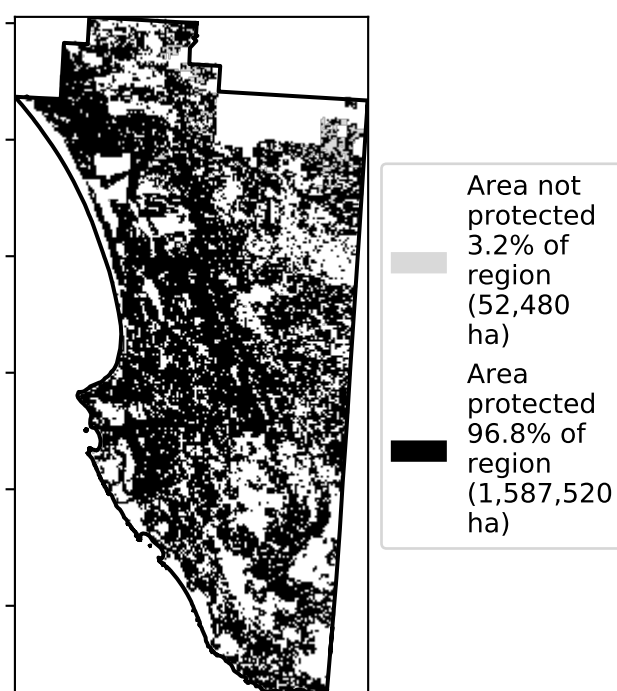 Area not
protected
3.2% of
region
(52,480
ha)
Area
protected
96.8% of
region
(1,587,520
ha)